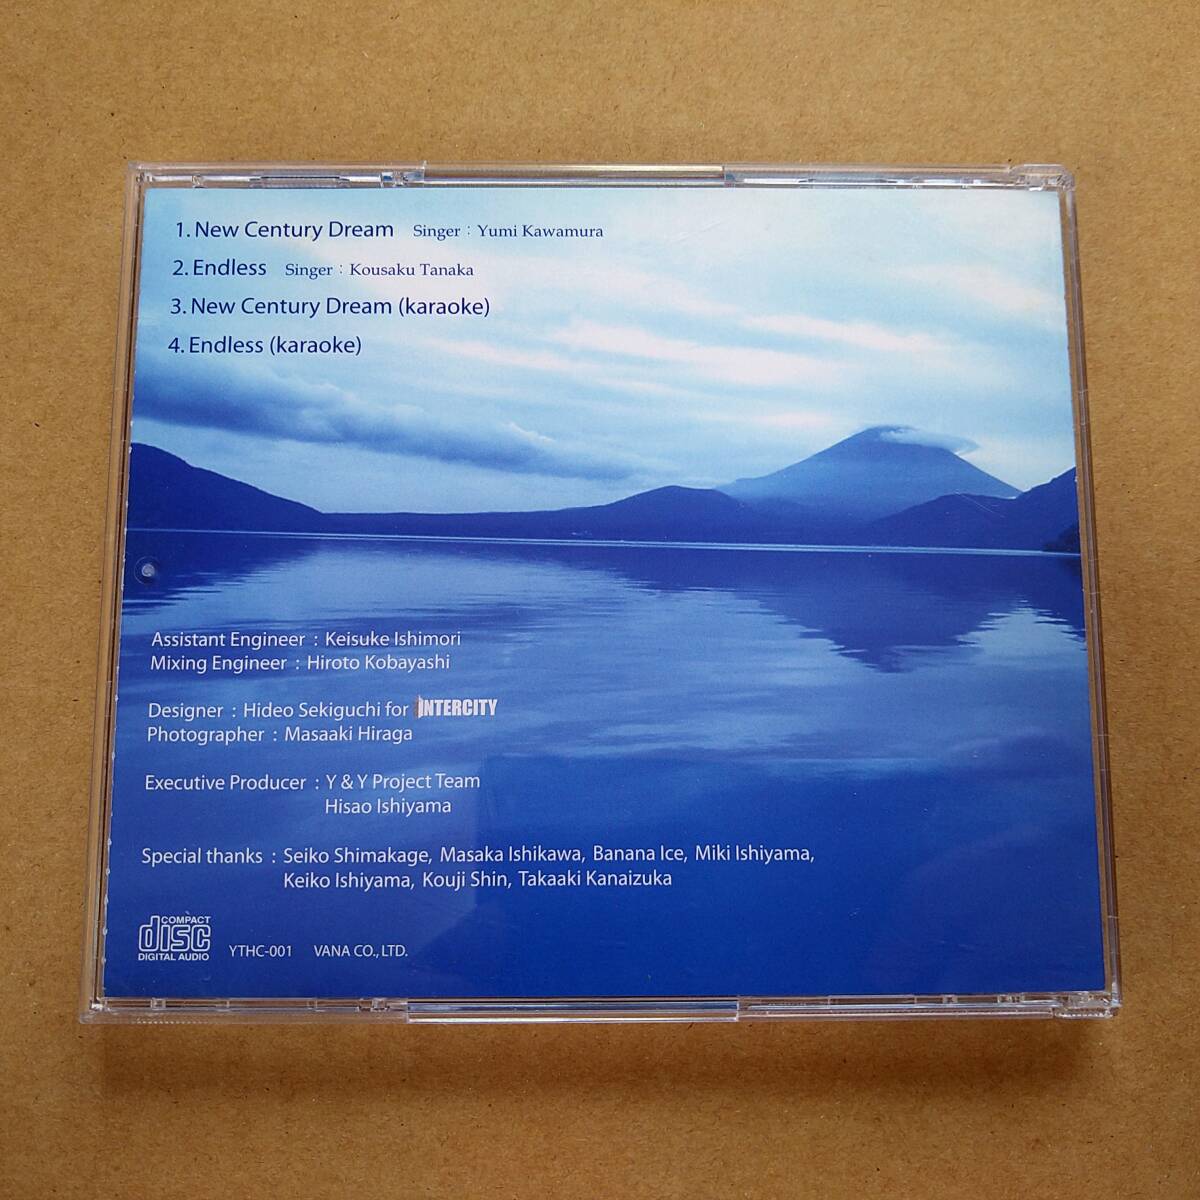 1. New Century Dream Singer : Yumi Kawamura
2. Endless Singer : Kousaku Tanaka
3. New Century Dream (karaoke)
4. Endless (karaoke)
Assistant Engineer : Keisuke Ishimori
Mixing Engineer : Hiroto Kobayashi
Designer : Hideo Sekiguchi for INTERCITY
Photographer : Masaaki Hiraga
Executive Producer : Y & Y Project Team
Hisao Ishiyama
Special thanks : Seiko Shimakage, Masaka Ishikawa, Banana Ice, Miki Ishiyama,
Keiko Ishiyama, Kouji Shin, Takaaki Kanaizuka
COMPACT
disc
DIGITAL AUDIO
YTHC-001 VANA CO., LTD.